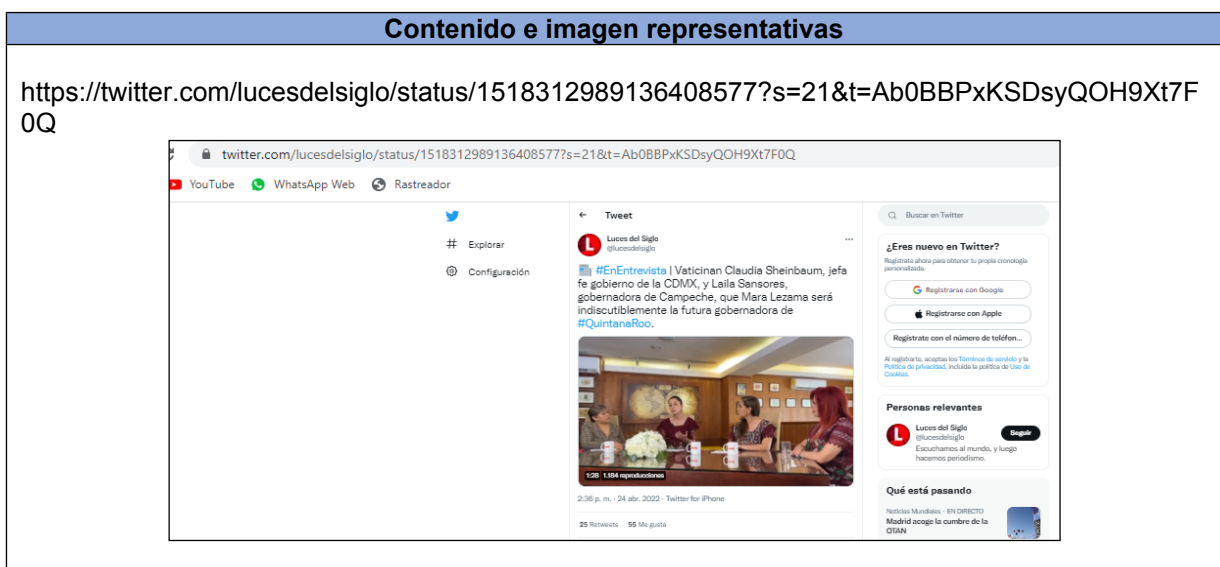 Contenido e imagen representativas
https://twitter.com/lucesdelsiglo/status/1518312989136408577?s=21&t=Ab0BBPxKSDsyQOH9Xt7F
0Q
twitter.com/lucesdelsiglo/status/1518312989136408577?s=21&t=Ab0BBPxKSDsyQOH9Xt7F0Q
YouTube WhatsApp Web Rastreador
Explorar
Configuración
Tweet
Luces del Siglo
@lucesdelsiglo
#EnEntrevista | Vaticinan Claudia Sheinbaum, jefa
fe gobierno de la CDMX, y Laila Sansores,
gobernadora de Campeche, que Mara Lezama será
indiscutiblemente la futura gobernadora de
#QuintanaRoo.
1:28 1.184 reproducciones
2:36 p. m. · 24 abr. 2022 · Twitter for iPhone
25 Retweets 55 Me gusta
Buscar en Twitter
¿Eres nuevo en Twitter?
Regístrate ahora para obtener tu propia cronología
personalizada.
Registrarse con Google
Registrarse con Apple
Regístrate con el número de teléfon...
Al registrarte, aceptas los Términos de servicio y la
Política de privacidad, incluida la política de Uso de
Cookies.
Personas relevantes
Luces del Siglo
@lucesdelsiglo
Seguir
Escuchamos al mundo, y luego
hacemos periodismo.
Qué está pasando
Noticias Mundiales · EN DIRECTO
Madrid acoge la cumbre de la
OTAN